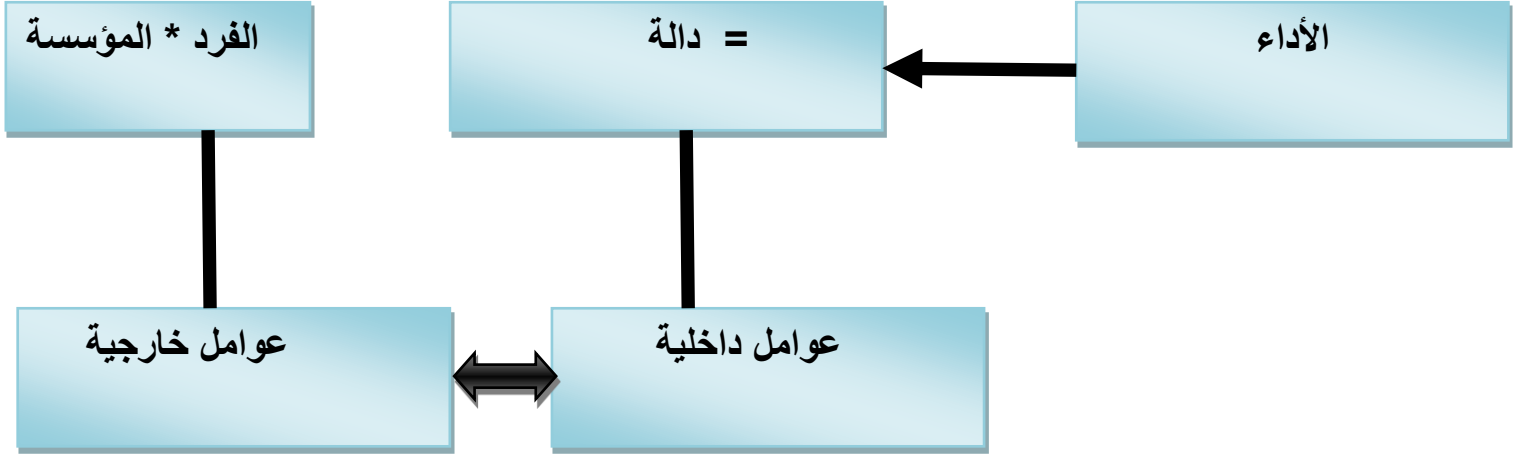 الأداء
= دالة
الفرد * المؤسسة
عوامل داخلية
عوامل خارجية